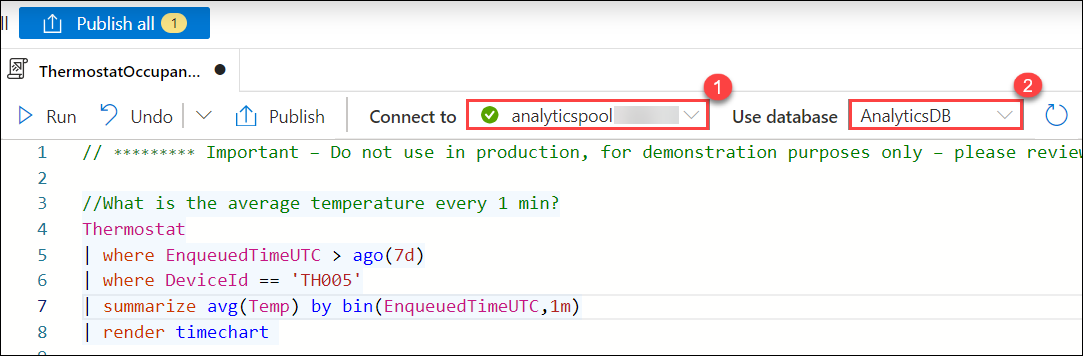 ll Publish all 1
ThermostatOccupan...
1 2
Run Undo Publish Connect to analyticspool Use database AnalyticsDB
1 // ********* Important – Do not use in production, for demonstration purposes only – please review
2
3 //What is the average temperature every 1 min?
4 Thermostat
5 | where EnqueuedTimeUTC > ago(7d)
6 | where DeviceId == 'TH005'
7 | summarize avg(Temp) by bin(EnqueuedTimeUTC,1m)
8 | render timechart